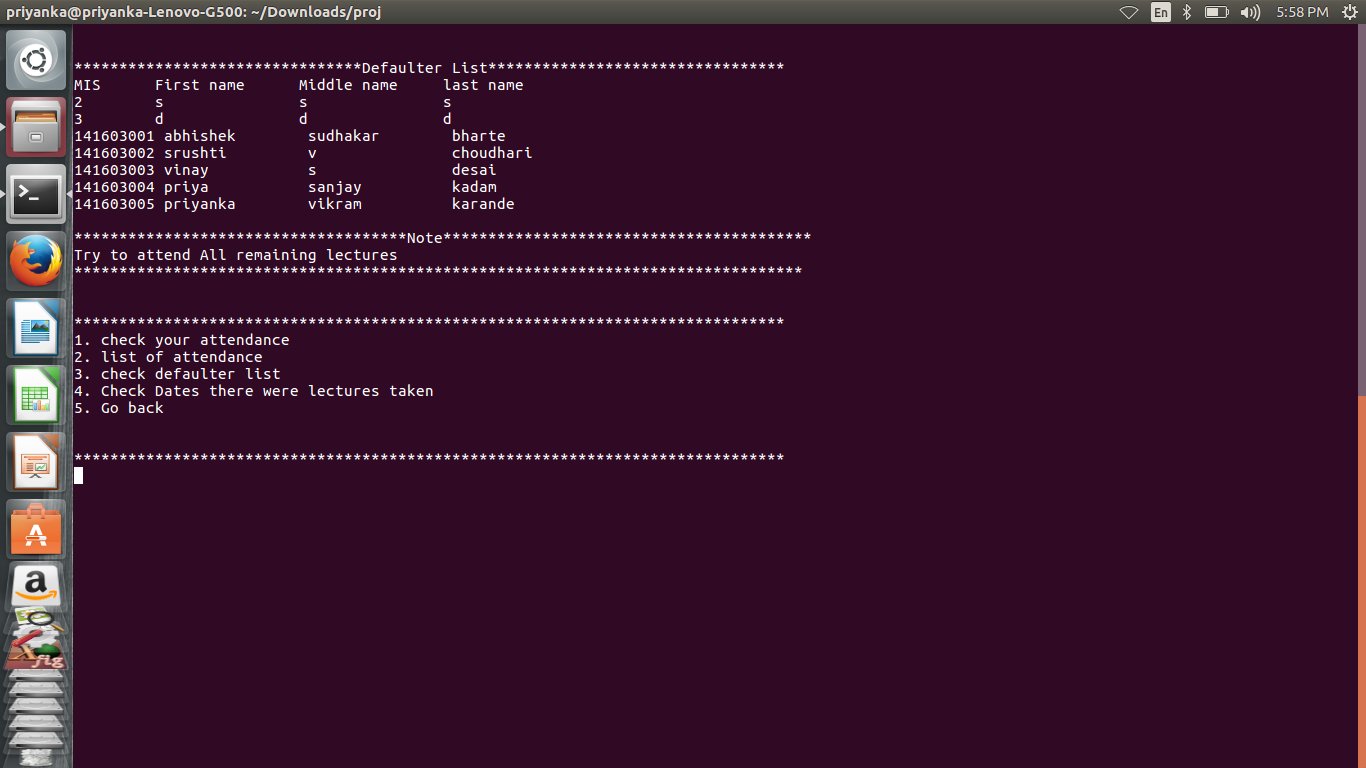 priyanka@priyanka-Lenovo-G500: ~/Downloads/proj En 5:58 PM
********************************Defaulter List*********************************
MIS First name Middle name last name
2 s s s
3 d d d
141603001 abhishek sudhakar bharte
141603002 srushti v choudhari
141603003 vinay s desai
141603004 priya sanjay kadam
141603005 priyanka vikram karande
*************************************Note*****************************************
Try to attend All remaining lectures
*********************************************************************************
*******************************************************************************
1. check your attendance
2. list of attendance
3. check defaulter list
4. Check Dates there were lectures taken
5. Go back
*******************************************************************************
fig